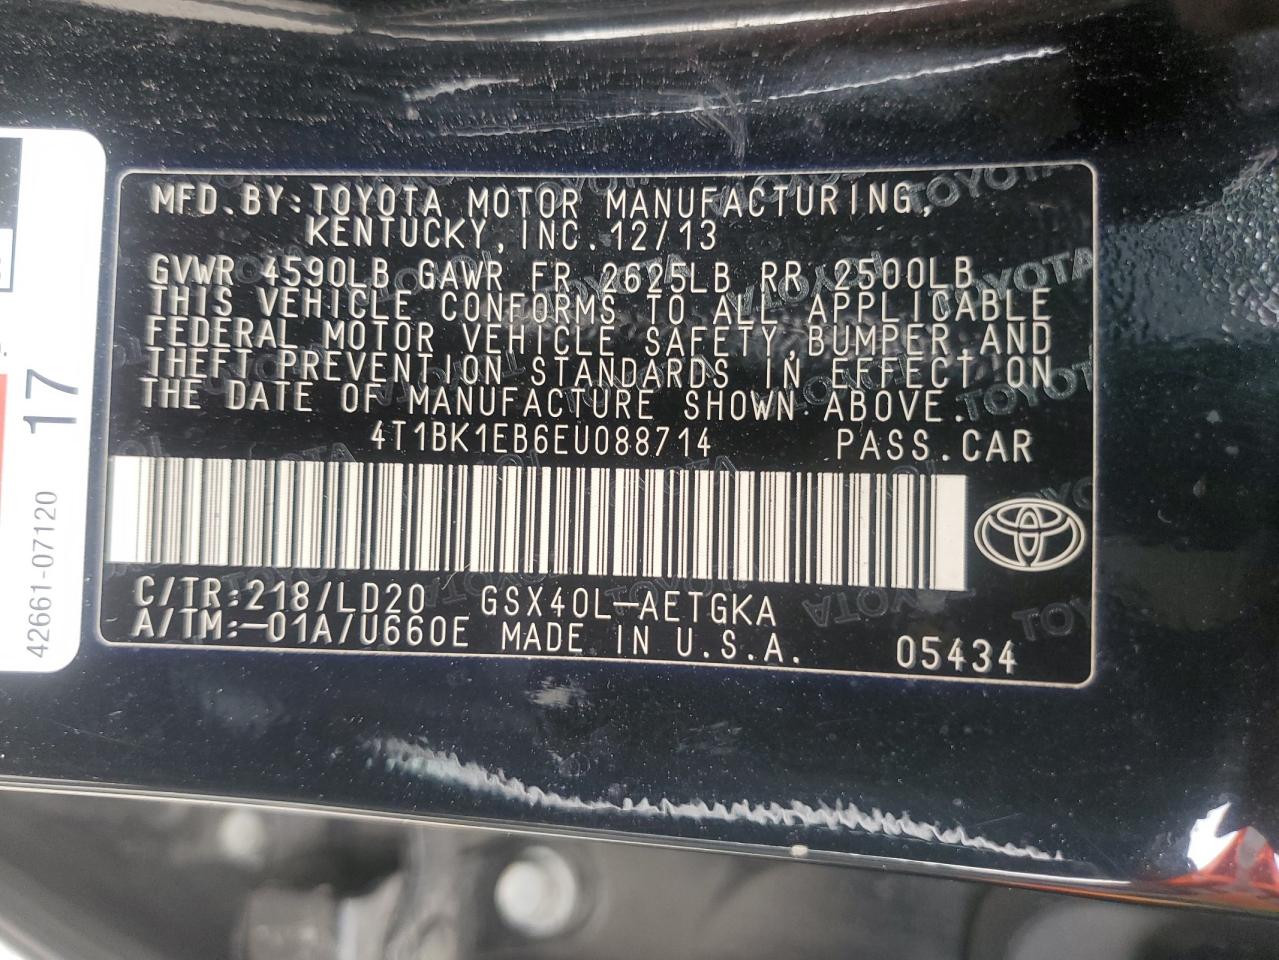 MFD. BY: TOYOTA MOTOR MANUFACTURING,
KENTUCKY, INC. 12/13
GVWR 4590LB GAWR FR 2625LB RR 2500LB
THIS VEHICLE CONFORMS TO ALL APPLICABLE
FEDERAL MOTOR VEHICLE SAFETY, BUMPER AND
THEFT PREVENTION STANDARDS IN EFFECT ON
THE DATE OF MANUFACTURE SHOWN ABOVE.
4T1BK1EB6EU088714 PASS. CAR
C/TR: 218/LD20 GSX40L-AETGKA
A/TM: -01A/U660E MADE IN U.S.A. 05434
17
42661-07120